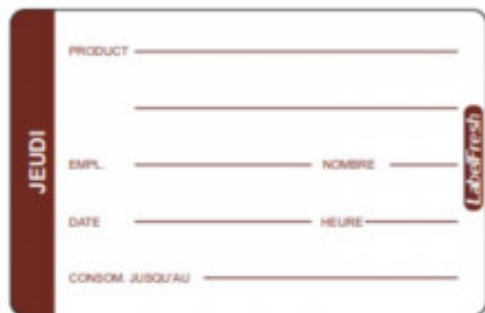 JEUDI
PRODUCT
EMPL. NOMBRE
DATE HEURE
CONSOM. JUSQU'AU
LabelFresh